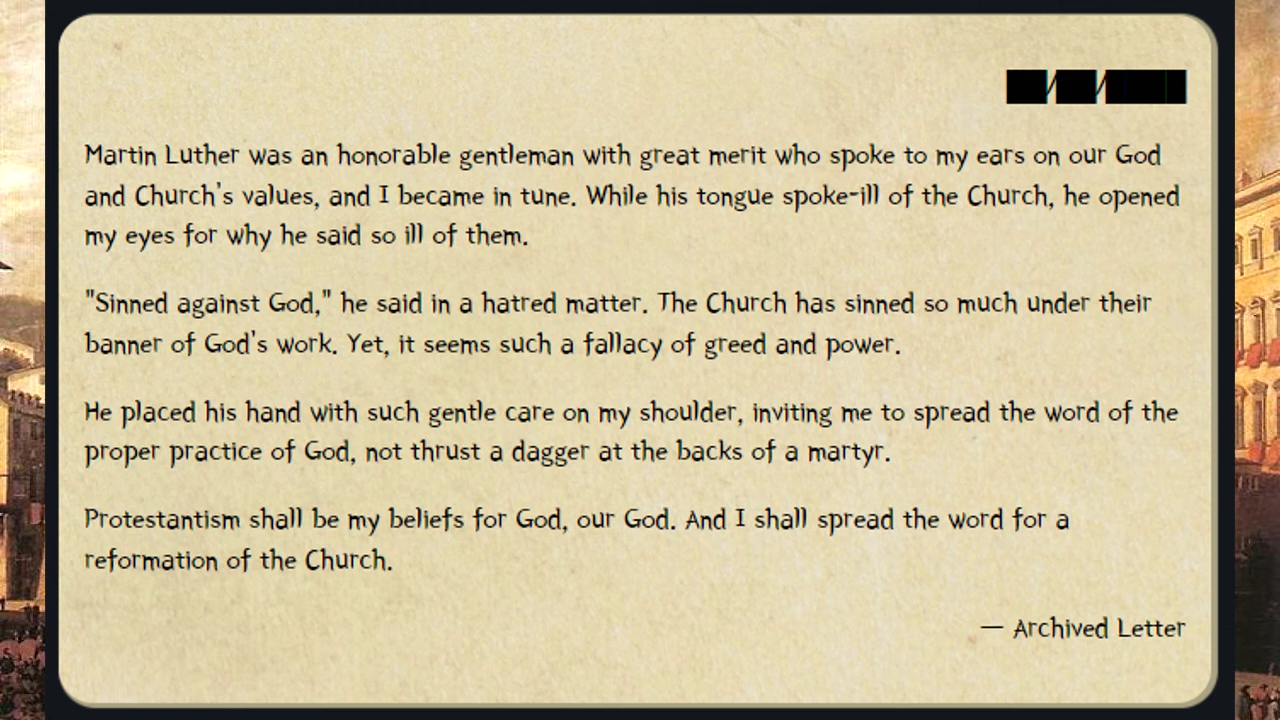 Martin Luther was an honorable gentleman with great merit who spoke to my ears on our God
and Church's values, and I became in tune. While his tongue spoke-ill of the Church, he opened
my eyes for why he said so ill of them.
"Sinned against God," he said in a hatred matter. The Church has sinned so much under their
banner of God's work. Yet, it seems such a fallacy of greed and power.
He placed his hand with such gentle care on my shoulder, inviting me to spread the word of the
proper practice of God, not thrust a dagger at the backs of a martyr.
Protestantism shall be my beliefs for God, our God. And I shall spread the word for a
reformation of the Church.
— Archived Letter